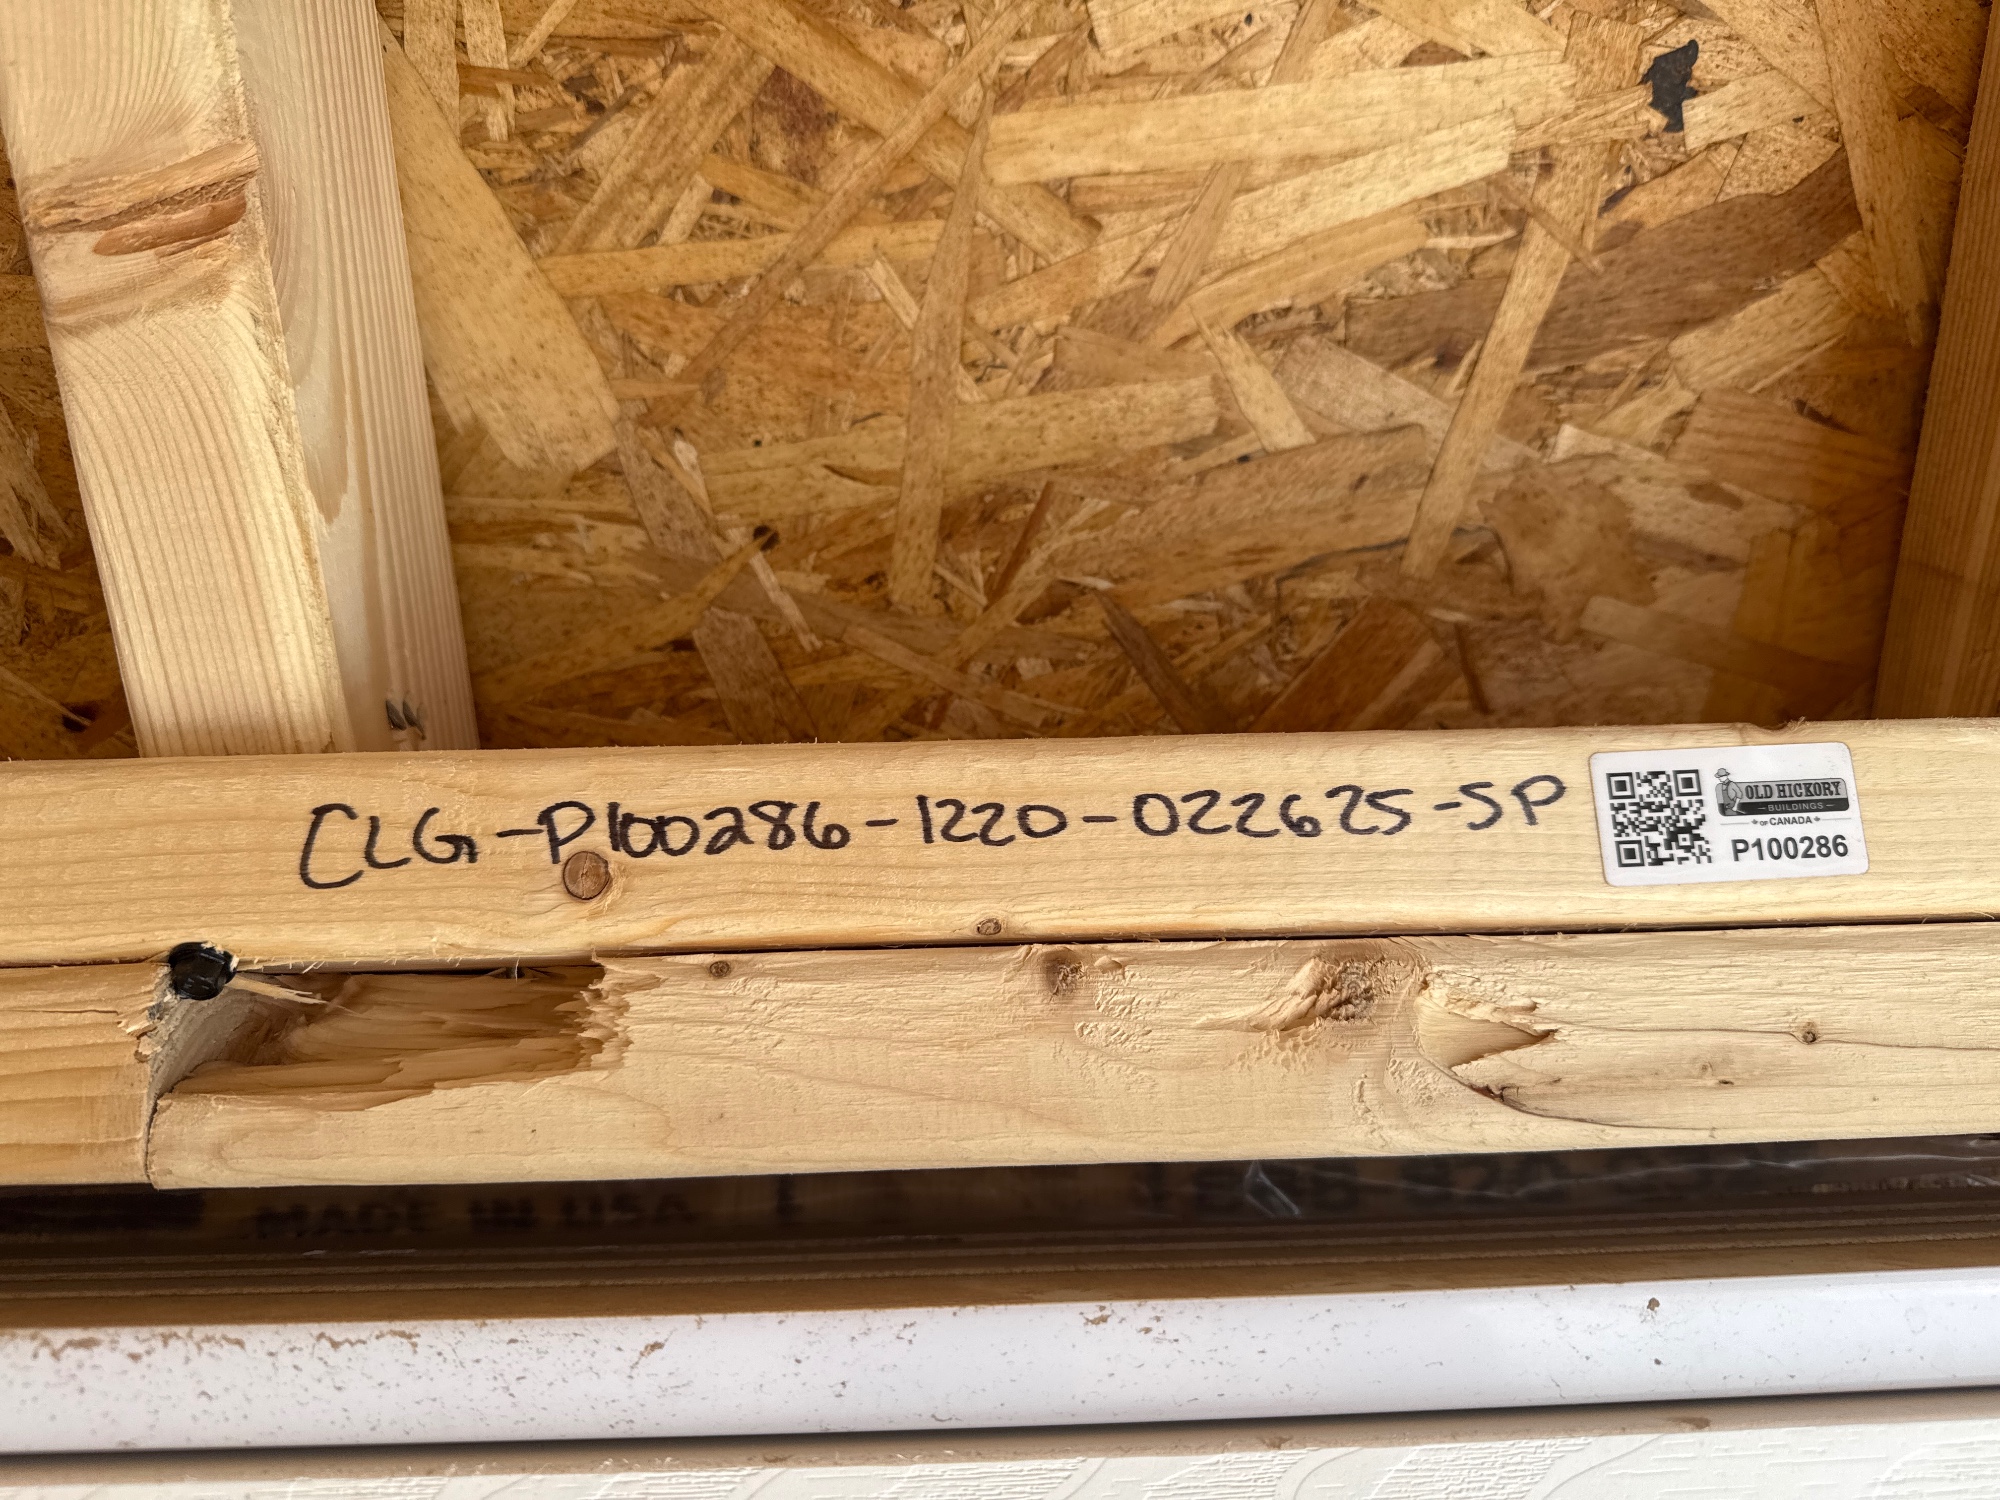 CLG-P100286-1220-022625-SP
OLD HICKORY
BUILDINGS
OF CANADA
P100286
MADE IN USA